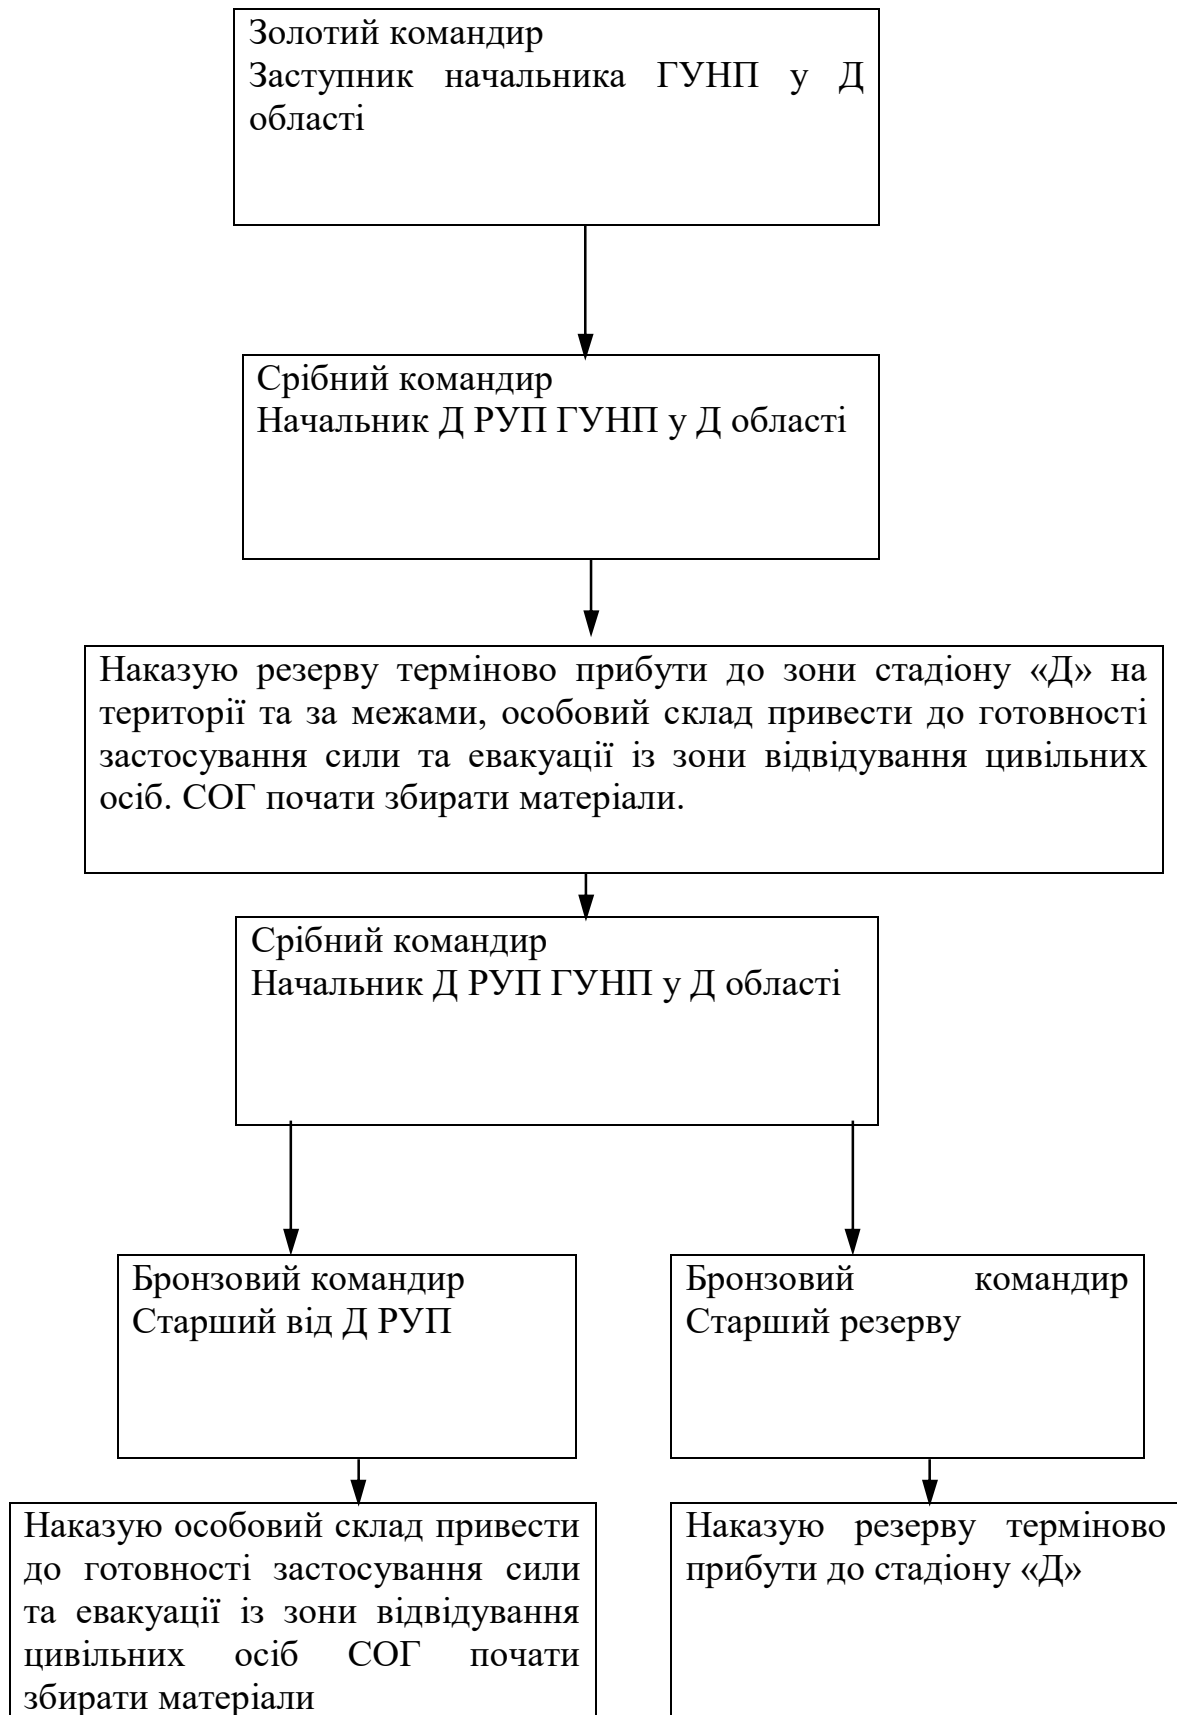 Золотий командир
Заступник начальника ГУНП у Д
області
Срібний командир
Начальник Д РУП ГУНП у Д області
Наказую резерву терміново прибути до зони стадіону «Д» на
території та за межами, особовий склад привести до готовності
застосування сили та евакуації із зони відвідування цивільних
осіб. СОГ почати збирати матеріали.
Срібний командир
Начальник Д РУП ГУНП у Д області
Бронзовий командир
Старший від Д РУП
Бронзовий командир
Старший резерву
Наказую особовий склад привести
до готовності застосування сили
та евакуації із зони відвідування
цивільних осіб СОГ почати
збирати матеріали
Наказую резерву терміново
прибути до стадіону «Д»